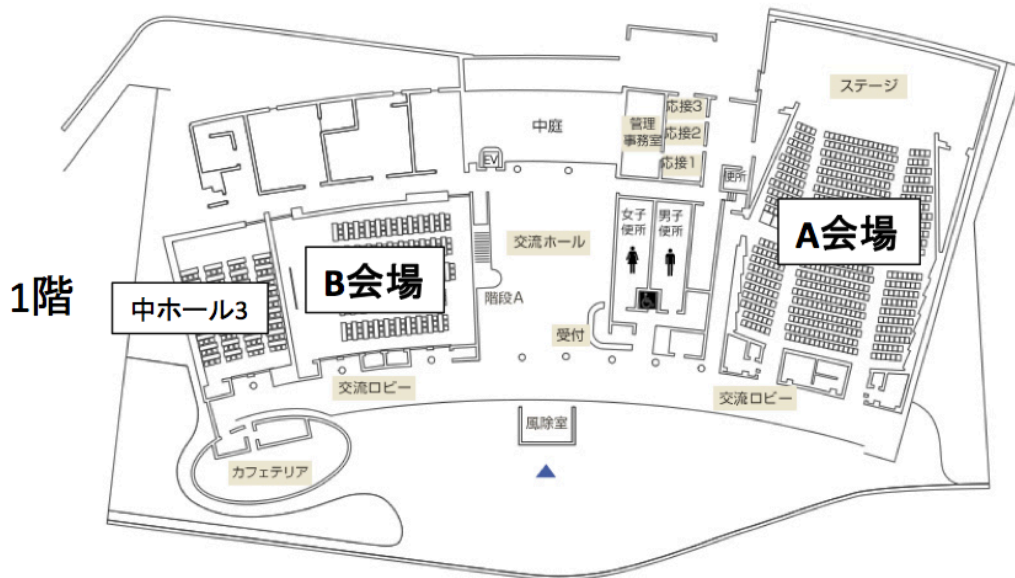 ステージ
応接3
管理
事務室
応接2
応接1
中庭
EV
便所
女子
便所
男子
便所
A会場
交流ホール
B会場
1階
中ホール3
階段A
受付
交流ロビー
交流ロビー
風除室
カフェテリア